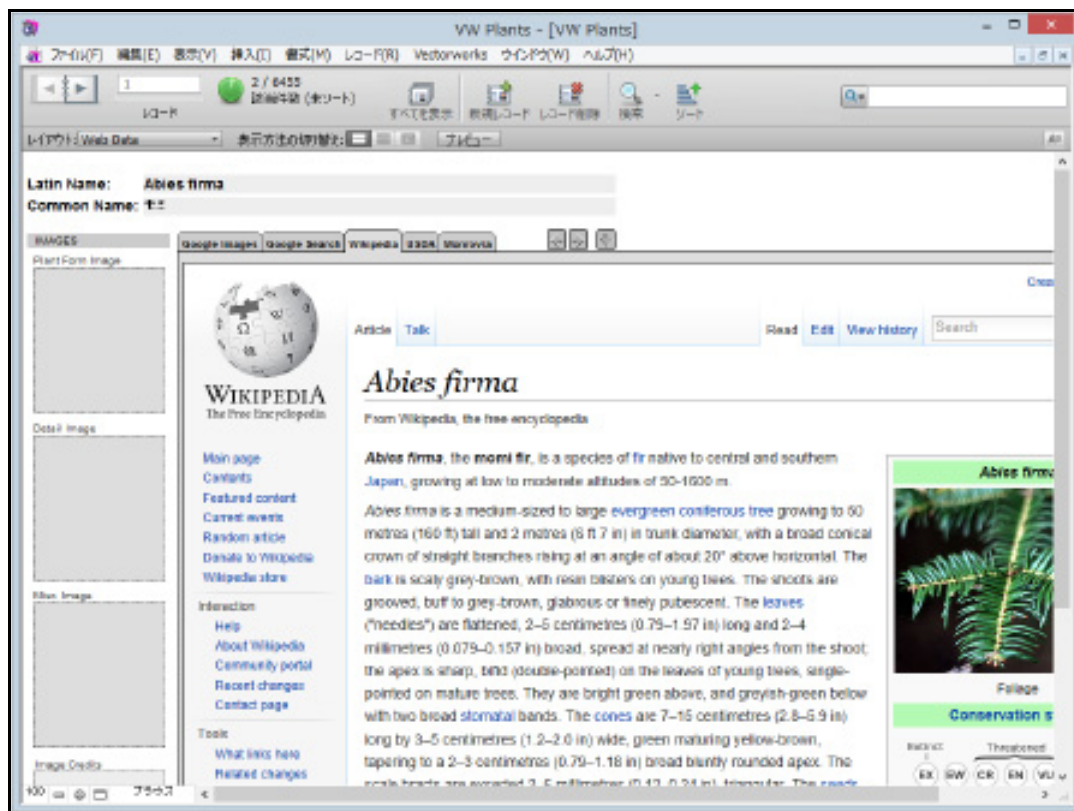 VW Plants - [VW Plants]
ファイル(F) 編集(E) 表示(V) 挿入(I) 書式(M) レコード(R) Vectorworks ウインドウ(W) ヘルプ(H)
1
2 / 6455
該当件数 (未ソート)
レコード
すべてを表示 新規レコード レコード削除 検索 ソート
レイアウト: Web Data 表示方法の切り替え: プレビュー
Latin Name: Abies firma
Common Name: モミ
IMAGES
Google Images Google Search Wikipedia USDA Monrovia
Plant Form Image
Detail Image
Misc Image
Image Credits
WIKIPEDIA
The Free Encyclopedia
Main page
Contents
Featured content
Current events
Random article
Donate to Wikipedia
Wikipedia store
Interaction
Help
About Wikipedia
Community portal
Recent changes
Contact page
Tools
What links here
Related changes
Article Talk Read Edit View history Search
Abies firma
From Wikipedia, the free encyclopedia
Abies firma, the momi fir, is a species of fir native to central and southern
Japan, growing at low to moderate altitudes of 50-1600 m.
Abies firma is a medium-sized to large evergreen coniferous tree growing to 50
metres (160 ft) tall and 2 metres (6 ft 7 in) in trunk diameter, with a broad conical
crown of straight branches rising at an angle of about 20° above horizontal. The
bark is scaly grey-brown, with resin blisters on young trees. The shoots are
grooved, buff to grey-brown, glabrous or finely pubescent. The leaves
("needles") are flattened, 2–5 centimetres (0.79–1.97 in) long and 2–4
millimetres (0.079–0.157 in) broad, spread at nearly right angles from the shoot;
the apex is sharp, bifid (double-pointed) on the leaves of young trees, single-
pointed on mature trees. They are bright green above, and greyish-green below
with two broad stomatal bands. The cones are 7–15 centimetres (2.8–5.9 in)
long by 3–5 centimetres (1.2–2.0 in) wide, green maturing yellow-brown,
tapering to a 2–3 centimetres (0.79–1.18 in) broad bluntly rounded apex. The
Abies firma
Foliage
Conservation s
Extinct Threatened
EX EW CR EN VU
100 ブラウズ